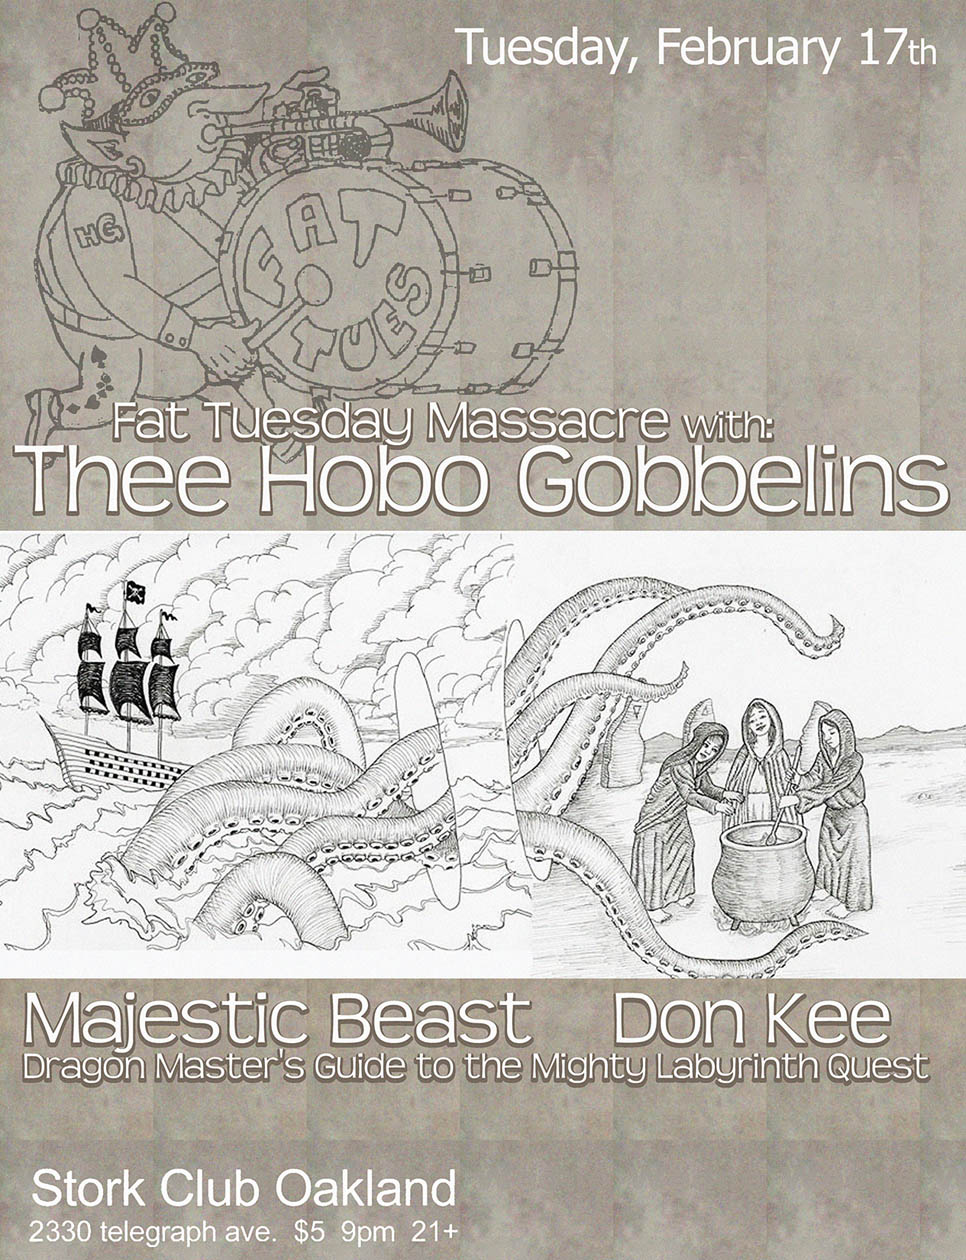 Tuesday, February 17th
HG
FAT
TUES
Fat Tuesday Massacre with:
Thee Hobo Gobbelins
Majestic Beast Don Kee
Dragon Master's Guide to the Mighty Labyrinth Quest
Stork Club Oakland
2330 telegraph ave. $5 9pm 21+